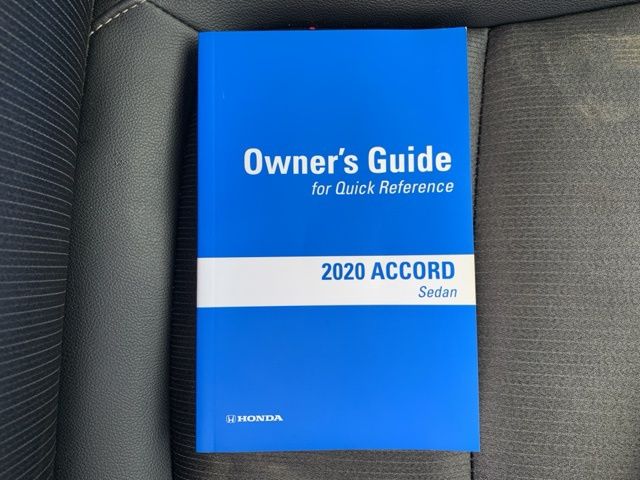 Owner's Guide
for Quick Reference
2020 ACCORD
Sedan
HONDA